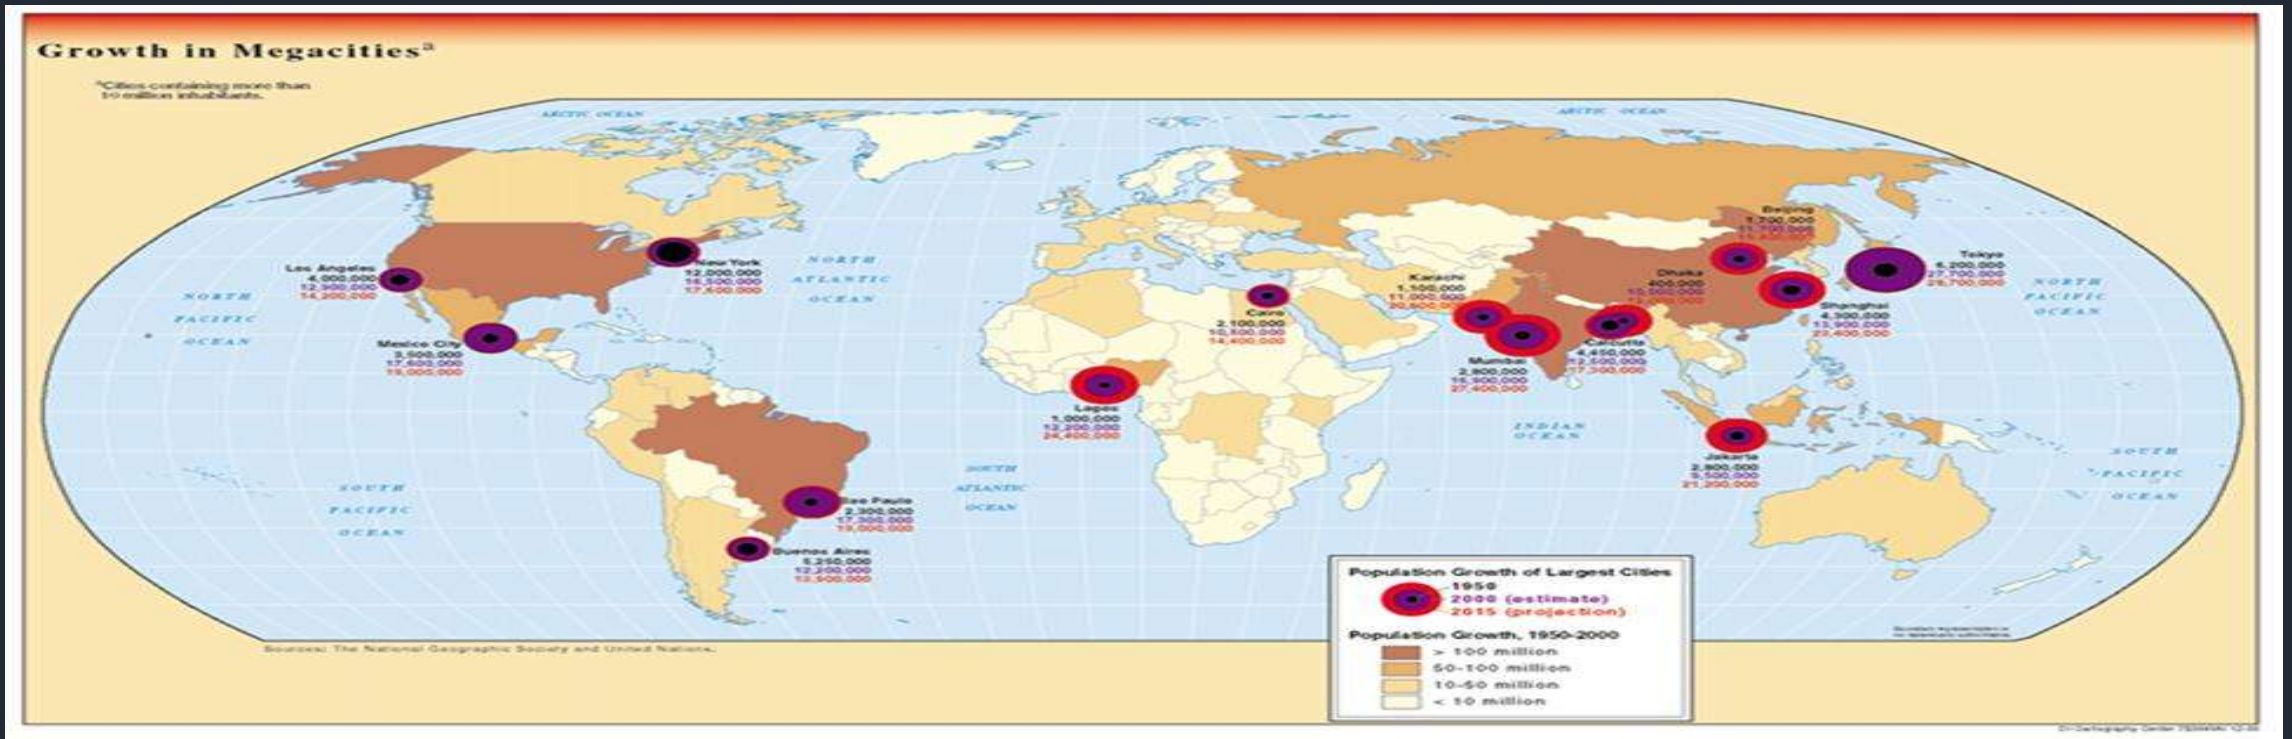 Growth in Megacitiesª
ªCities containing more than
10 million inhabitants.
ARCTIC OCEAN
ARCTIC OCEAN
Los Angeles
4,000,000
12,900,000
14,200,000
New York
12,000,000
16,500,000
17,600,000
NORTH
PACIFIC
OCEAN
NORTH
ATLANTIC
OCEAN
Mexico City
3,500,000
17,600,000
19,000,000
Cairo
2,100,000
10,500,000
14,400,000
Karachi
1,100,000
11,000,000
20,600,000
Beijing
1,700,000
11,700,000
Dhaka
400,000
Tokyo
6,200,000
27,700,000
28,700,000
NORTH
PACIFIC
OCEAN
Shanghai
4,300,000
13,900,000
23,400,000
Mumbai
2,800,000
16,900,000
27,400,000
Calcutta
4,450,000
12,500,000
17,300,000
Lagos
1,000,000
12,200,000
24,400,000
INDIAN
OCEAN
Jakarta
2,800,000
9,500,000
21,200,000
SOUTH
PACIFIC
OCEAN
SOUTH
ATLANTIC
OCEAN
SOUTH
PACIFIC
OCEAN
Sao Paulo
2,300,000
17,300,000
19,000,000
Buenos Aires
5,250,000
12,200,000
13,900,000
Population Growth of Largest Cities
1950
2000 (estimate)
2015 (projection)
Population Growth, 1950-2000
> 100 million
50-100 million
10-50 million
< 10 million
Sources: The National Geographic Society and United Nations.